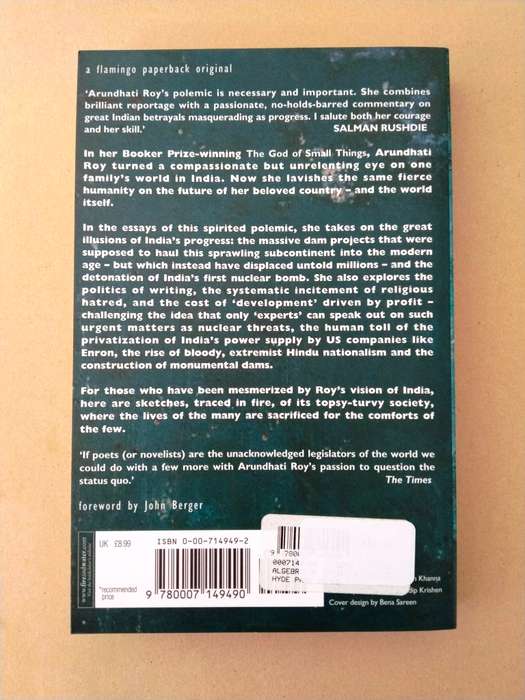 a flamingo paperback original
‘Arundhati Roy’s polemic is necessary and important. She combines
brilliant reportage with a passionate, no-holds-barred commentary on
great Indian betrayals masquerading as progress. I salute both her courage
and her skill.’ SALMAN RUSHDIE
In her Booker Prize-winning The God of Small Things, Arundhati
Roy turned a compassionate but unrelenting eye on one
family’s world in India. Now she lavishes the same fierce
humanity on the future of her beloved country – and the world
itself.
In the essays of this spirited polemic, she takes on the great
illusions of India’s progress: the massive dam projects that were
supposed to haul this sprawling subcontinent into the modern
age – but which instead have displaced untold millions – and the
detonation of India’s first nuclear bomb. She also explores the
politics of writing, the systematic incitement of religious
hatred, and the cost of ‘development’ driven by profit –
challenging the idea that only ‘experts’ can speak out on such
urgent matters as nuclear threats, the human toll of the
privatization of India’s power supply by US companies like
Enron, the rise of bloody, extremist Hindu nationalism and the
construction of monumental dams.
For those who have been mesmerized by Roy’s vision of India,
here are sketches, traced in fire, of its topsy-turvy society,
where the lives of the many are sacrificed for the comforts of
the few.
‘If poets (or novelists) are the unacknowledged legislators of the world we
could do with a few more with Arundhati Roy’s passion to question the
status quo.’ The Times
foreword by John Berger
www.fireandwater.com
UK £8.99
*recommended
price
ISBN 0-00-714949-2
9 780007 149490
9 780
000714
ALGEBR
HYDE P
Khanna
Krishen
Cover design by Bena Sareen